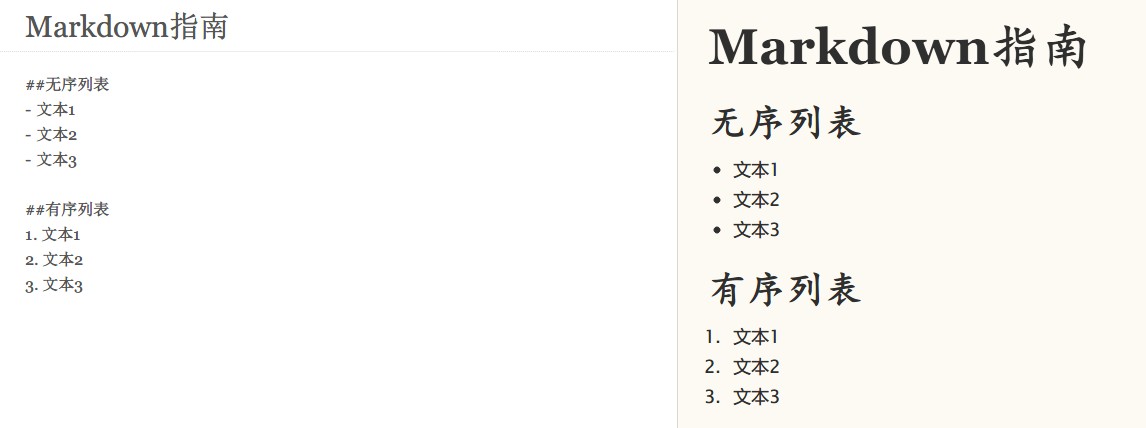 Markdown指南
##无序列表
- 文本1
- 文本2
- 文本3
##有序列表
1. 文本1
2. 文本2
3. 文本3
Markdown指南
无序列表
• 文本1
• 文本2
• 文本3
有序列表
1. 文本1
2. 文本2
3. 文本3